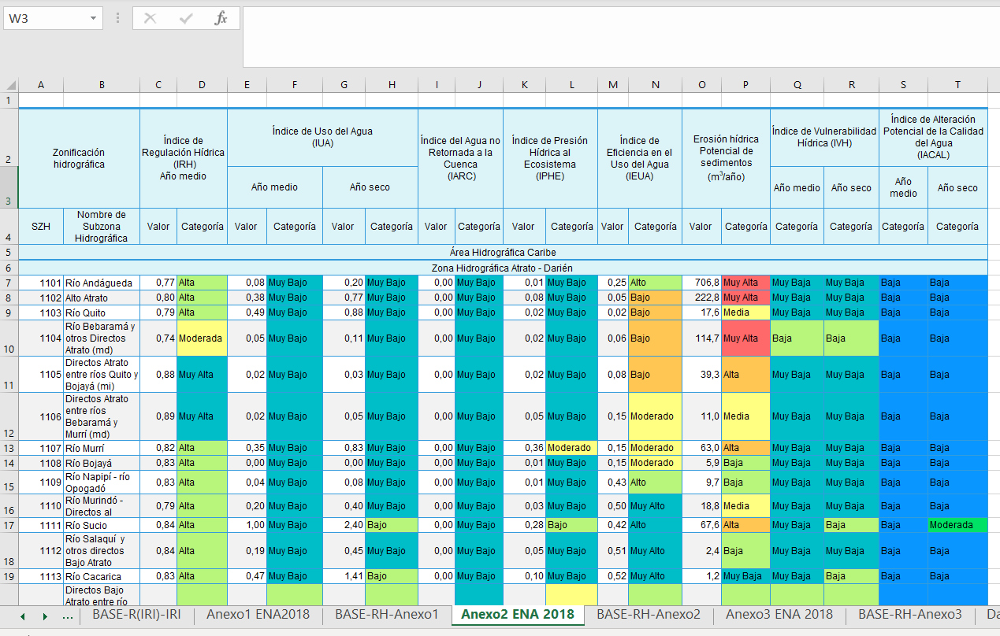 W3
fx
A B C D E F G H I J K L M N O P Q R S T
1
2
3
4
Zonificación
hidrográfica
Índice de
Regulación Hídrica
(IRH)
Año medio
Índice de Uso del Agua
(IUA)
Año medio
Año seco
Índice del Agua no
Retornada a la
Cuenca
(IARC)
Índice de Presión
Hídrica al
Ecosistema
(IPHE)
Índice de
Eficiencia en el
Uso del Agua
(IEUA)
Erosión hídrica
Potencial de
sedimentos
(m³/año)
Índice de Vulnerabilidad
Hídrica (IVH)
Año medio
Año seco
Índice de Alteración
Potencial de la Calidad
del Agua
(IACAL)
Año
medio
Año seco
SZH
Nombre de
Subzona
Hidrográfica
Valor Categoría Valor Categoría Valor Categoría Valor Categoría Valor Categoría Valor Categoría Valor Categoría Categoría Categoría Categoría Categoría
5 Área Hidrográfica Caribe
6 Zona Hidrográfica Atrato - Darién
7 1101 Río Andágueda 0,77 Alta 0,08 Muy Bajo 0,20 Muy Bajo 0,00 Muy Bajo 0,01 Muy Bajo 0,25 Alto 706,8 Muy Alta Muy Baja Muy Baja Baja Baja
8 1102 Alto Atrato 0,80 Alta 0,38 Muy Bajo 0,77 Muy Bajo 0,00 Muy Bajo 0,08 Muy Bajo 0,05 Bajo 222,8 Muy Alta Muy Baja Muy Baja Baja Baja
9 1103 Río Quito 0,79 Alta 0,49 Muy Bajo 0,88 Muy Bajo 0,00 Muy Bajo 0,02 Muy Bajo 0,02 Bajo 17,6 Media Muy Baja Muy Baja Baja Baja
Río Bebaramá y
10 1104 otros Directos 0,74 Moderada 0,05 Muy Bajo 0,11 Muy Bajo 0,00 Muy Bajo 0,02 Muy Bajo 0,06 Bajo 114,7 Muy Alta Baja Baja Baja Baja
Atrato (md)
Directos Atrato
11 1105 entre ríos Quito y 0,88 Muy Alta 0,02 Muy Bajo 0,03 Muy Bajo 0,00 Muy Bajo 0,02 Muy Bajo 0,08 Bajo 39,3 Alta Muy Baja Muy Baja Baja Baja
Bojayá (mi)
Directos Atrato
entre ríos
12 1106 Bebaramá y 0,89 Muy Alta 0,02 Muy Bajo 0,05 Muy Bajo 0,00 Muy Bajo 0,05 Muy Bajo 0,15 Moderado 11,0 Media Muy Baja Muy Baja Baja Baja
Murrí (md)
13 1107 Río Murrí 0,82 Alta 0,35 Muy Bajo 0,83 Muy Bajo 0,00 Muy Bajo 0,36 Moderado 0,15 Moderado 63,0 Alta Muy Baja Muy Baja Baja Baja
14 1108 Río Bojayá 0,83 Alta 0,00 Muy Bajo 0,00 Muy Bajo 0,00 Muy Bajo 0,01 Muy Bajo 0,15 Moderado 5,9 Baja Muy Baja Muy Baja Baja Baja
15 1109 Río Napipí - río 0,83 Alta 0,04 Muy Bajo 0,08 Muy Bajo 0,00 Muy Bajo 0,01 Muy Bajo 0,43 Alto 9,7 Baja Muy Baja Muy Baja Baja Baja
Opogadó
16 1110 Río Murindó - 0,79 Alta 0,20 Muy Bajo 0,40 Muy Bajo 0,00 Muy Bajo 0,03 Muy Bajo 0,50 Muy Alto 18,8 Media Muy Baja Muy Baja Baja Baja
Directos al
17 1111 Río Sucio 0,84 Alta 1,00 Muy Bajo 2,40 Bajo 0,00 Muy Bajo 0,28 Bajo 0,42 Alto 67,6 Alta Muy Baja Baja Baja Moderada
Río Salaquí y
18 1112 otros directos 0,84 Alta 0,19 Muy Bajo 0,45 Muy Bajo 0,00 Muy Bajo 0,05 Muy Bajo 0,51 Muy Alto 2,4 Baja Muy Baja Muy Baja Baja Baja
Bajo Atrato
19 1113 Río Cacarica 0,83 Alta 0,47 Muy Bajo 1,41 Bajo 0,00 Muy Bajo 0,10 Muy Bajo 0,52 Muy Alto 1,2 Muy Baja Muy Baja Baja Baja Baja
Directos Bajo
Atrato entre río
... BASE-R(IRI)-IRI Anexo1 ENA2018 BASE-RH-Anexo1 Anexo2 ENA 2018 BASE-RH-Anexo2 Anexo3 ENA 2018 BASE-RH-Anexo3